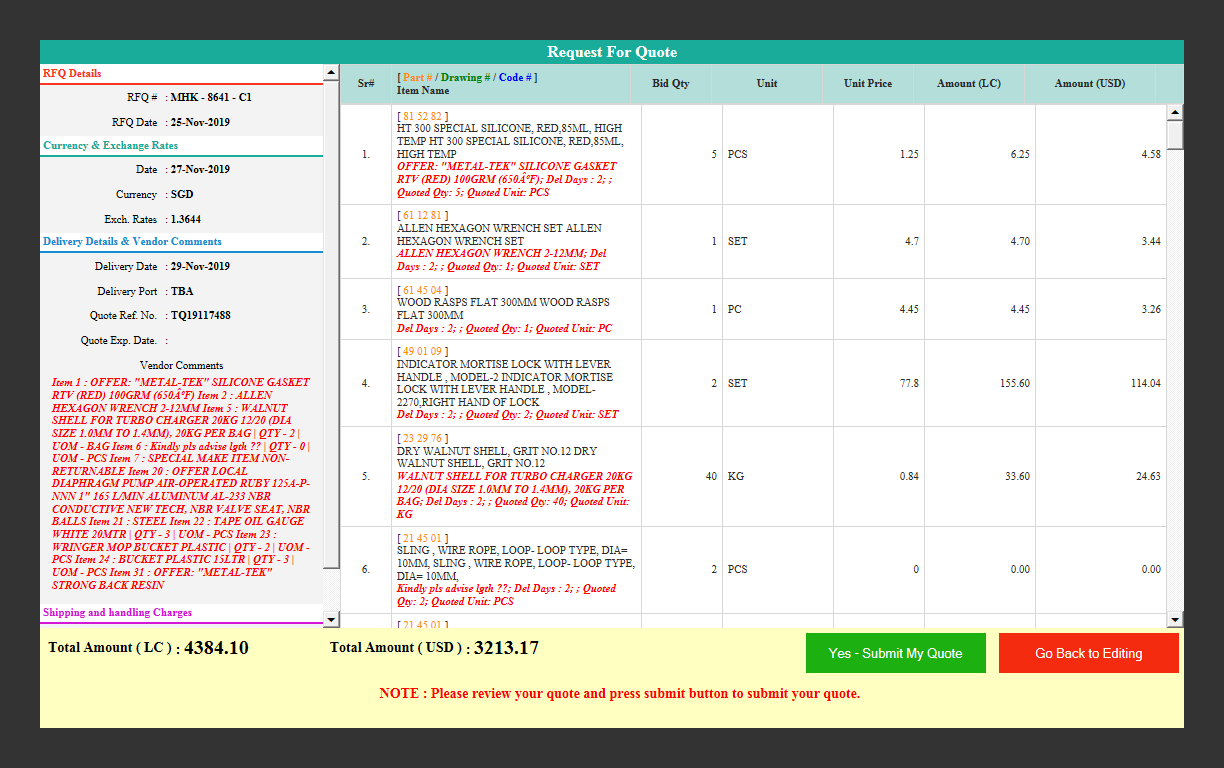 Request For Quote
RFQ Details
RFQ # : MHK - 8641 - C1
RFQ Date : 25-Nov-2019
Currency & Exchange Rates
Date : 27-Nov-2019
Currency : SGD
Exch. Rates : 1.3644
Delivery Details & Vendor Comments
Delivery Date : 29-Nov-2019
Delivery Port : TBA
Quote Ref. No. : TQ19117488
Quote Exp. Date. :
Vendor Comments
Item 1 : OFFER: "METAL-TEK" SILICONE GASKET
RTV (RED) 100GRM (650Â°F) Item 2 : ALLEN
HEXAGON WRENCH 2-12MM Item 5 : WALNUT
SHELL FOR TURBO CHARGER 20KG 12/20 (DIA
SIZE 1.0MM TO 1.4MM), 20KG PER BAG | QTY - 2 |
UOM - BAG Item 6 : Kindly pls advise lgth ?? | QTY - 0 |
UOM - PCS Item 7 : SPECIAL MAKE ITEM NON-
RETURNABLE Item 20 : OFFER LOCAL
DIAPHRAGM PUMP AIR-OPERATED RUBY 125A-P-
NNN 1" 165 L/MIN ALUMINUM AL-233 NBR
CONDUCTIVE NEW TECH, NBR VALVE SEAT, NBR
BALLS Item 21 : STEEL Item 22 : TAPE OIL GAUGE
WHITE 20MTR | QTY - 3 | UOM - PCS Item 23 :
WRINGER MOP BUCKET PLASTIC | QTY - 2 | UOM -
PCS Item 24 : BUCKET PLASTIC 15LTR | QTY - 3 |
UOM - PCS Item 31 : OFFER: "METAL-TEK"
STRONG BACK RESIN
Shipping and handling Charges
Sr# [ Part # / Drawing # / Code # ] Bid Qty Unit Unit Price Amount (LC) Amount (USD)
Item Name
[ 81 52 82 ]
HT 300 SPECIAL SILICONE, RED,85ML, HIGH
TEMP HT 300 SPECIAL SILICONE, RED,85ML,
1. HIGH TEMP 5 PCS 1.25 6.25 4.58
OFFER: "METAL-TEK" SILICONE GASKET
RTV (RED) 100GRM (650Â°F); Del Days : 2; ;
Quoted Qty: 5; Quoted Unit: PCS
[ 61 12 81 ]
ALLEN HEXAGON WRENCH SET ALLEN
2. HEXAGON WRENCH SET 1 SET 4.7 4.70 3.44
ALLEN HEXAGON WRENCH 2-12MM; Del
Days : 2; ; Quoted Qty: 1; Quoted Unit: SET
[ 61 45 04 ]
WOOD RASPS FLAT 300MM WOOD RASPS
3. FLAT 300MM 1 PC 4.45 4.45 3.26
Del Days : 2; ; Quoted Qty: 1; Quoted Unit: PC
[ 49 01 09 ]
INDICATOR MORTISE LOCK WITH LEVER
HANDLE , MODEL-2 INDICATOR MORTISE
4. LOCK WITH LEVER HANDLE , MODEL- 2 SET 77.8 155.60 114.04
2270,RIGHT HAND OF LOCK
Del Days : 2; ; Quoted Qty: 2; Quoted Unit: SET
[ 23 29 76 ]
DRY WALNUT SHELL, GRIT NO.12 DRY
WALNUT SHELL, GRIT NO.12
5. WALNUT SHELL FOR TURBO CHARGER 20KG 40 KG 0.84 33.60 24.63
12/20 (DIA SIZE 1.0MM TO 1.4MM), 20KG PER
BAG; Del Days : 2; ; Quoted Qty: 40; Quoted Unit:
KG
[ 21 45 01 ]
SLING , WIRE ROPE, LOOP- LOOP TYPE, DIA=
10MM, SLING , WIRE ROPE, LOOP- LOOP TYPE,
6. DIA= 10MM, 2 PCS 0 0.00 0.00
Kindly pls advise lgth ??; Del Days : 2; ; Quoted
Qty: 2; Quoted Unit: PCS
[ 21 45 01 ]
Total Amount ( LC ) : 4384.10 Total Amount ( USD ) : 3213.17
Yes - Submit My Quote
Go Back to Editing
NOTE : Please review your quote and press submit button to submit your quote.